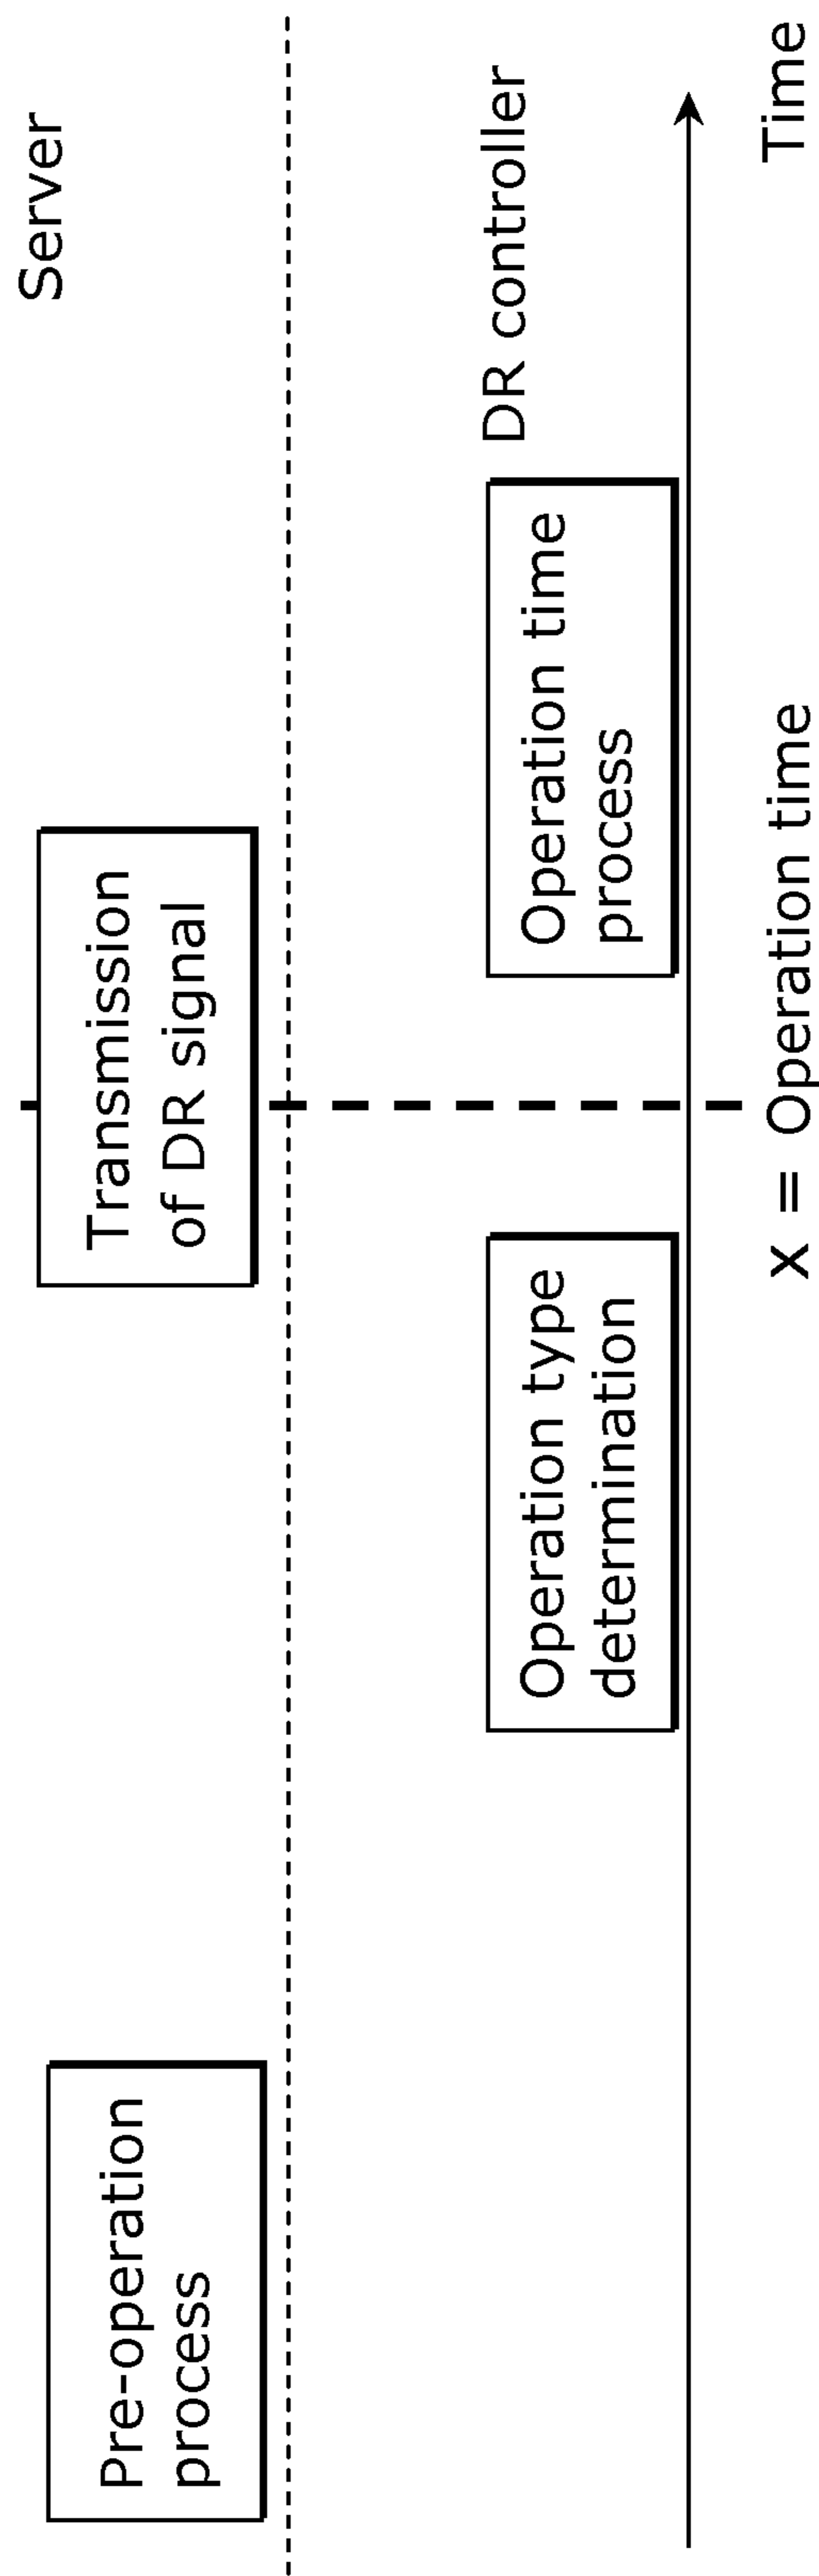 Server
Pre-operation
process
Transmission
of DR signal
DR controller
Operation type
determination
Operation time
process
x = Operation time
Time